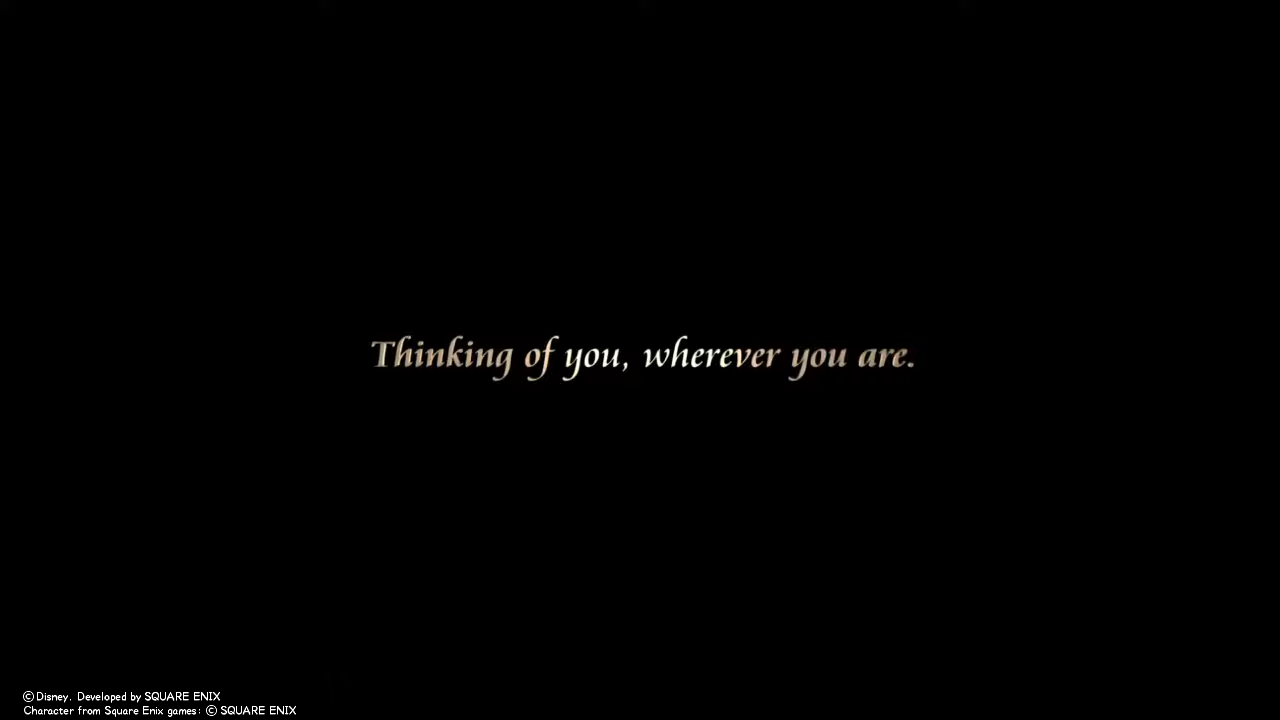 Thinking of you, wherever you are.
©Disney. Developed by SQUARE ENIX
Character from Square Enix games: © SQUARE ENIX